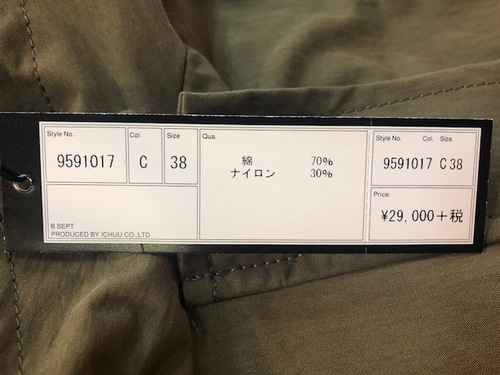 Style No. Col. Size Qua. Style No. Col. Size.
9591017 C 38 綿 70% 9591017 C 38
ナイロン 30%
Price.
¥29,000+税
B SEPT
PRODUCED BY ICHIJU CO.,LTD